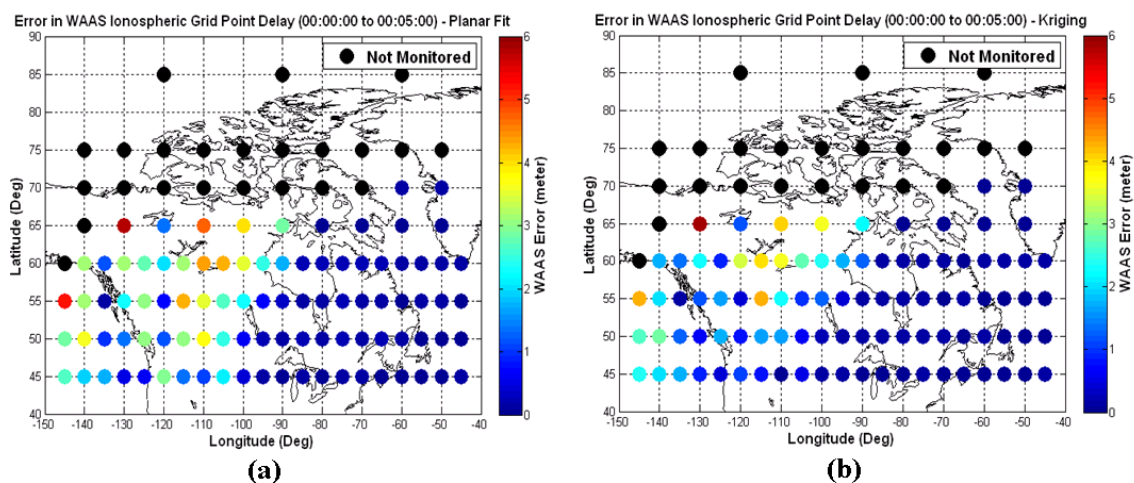 Error in WAAS Ionospheric Grid Point Delay (00:00:00 to 00:05:00) - Planar Fit
Not Monitored
90
85
80
75
70
65
60
55
50
45
40
Latitude (Deg)
-150 -140 -130 -120 -110 -100 -90 -80 -70 -60 -50 -40
Longitude (Deg)
6
5
4
3
2
1
0
WAAS Error (meter)
(a)
Error in WAAS Ionospheric Grid Point Delay (00:00:00 to 00:05:00) - Kriging
Not Monitored
90
85
80
75
70
65
60
55
50
45
40
Latitude (Deg)
-150 -140 -130 -120 -110 -100 -90 -80 -70 -60 -50 -40
Longitude (Deg)
6
5
4
3
2
1
0
WAAS Error (meter)
(b)